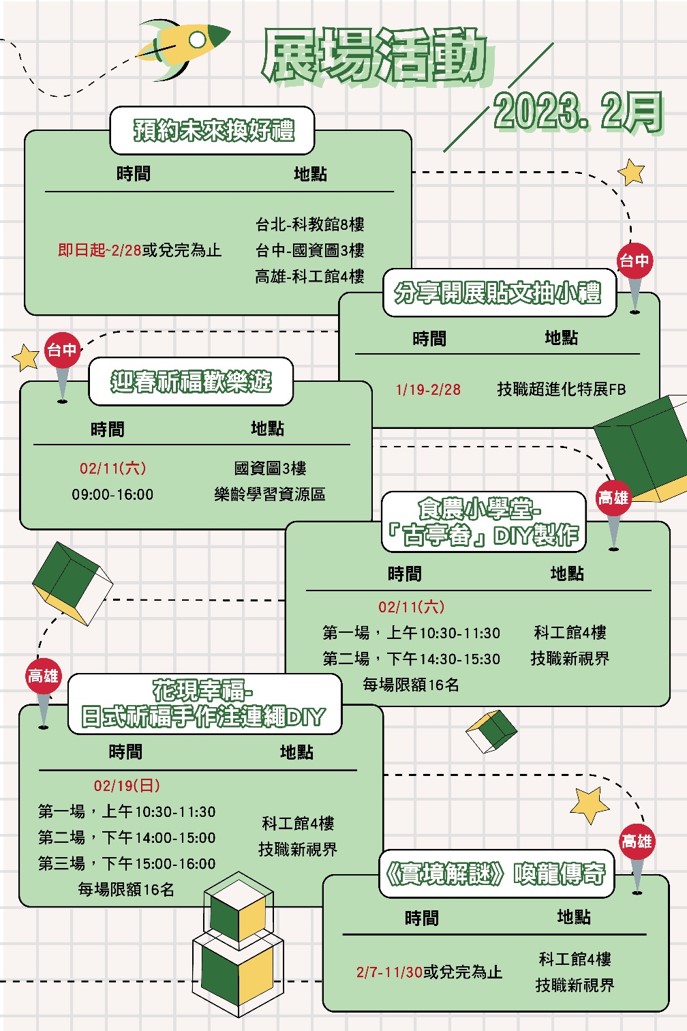 展場活動
2023. 2月
預約未來換好禮
時間 地點
即日起~2/28或兌完為止
台北-科教館8樓
台中-國資圖3樓
高雄-科工館4樓
台中
分享開展貼文抽小禮
時間 地點
1/19-2/28 技職超進化特展FB
台中
迎春祈福歡樂遊
時間 地點
02/11(六) 國資圖3樓
09:00-16:00 樂齡學習資源區
高雄
食農小學堂-
「古亭畚」DIY製作
時間 地點
02/11(六)
第一場，上午10:30-11:30 科工館4樓
第二場，下午14:30-15:30 技職新視界
每場限額16名
高雄
花現幸福-
日式祈福手作注連繩DIY
時間 地點
02/19(日)
第一場，上午10:30-11:30
第二場，下午14:00-15:00
第三場，下午15:00-16:00
每場限額16名
科工館4樓
技職新視界
高雄
《實境解謎》喚龍傳奇
時間 地點
2/7-11/30或兌完為止
科工館4樓
技職新視界